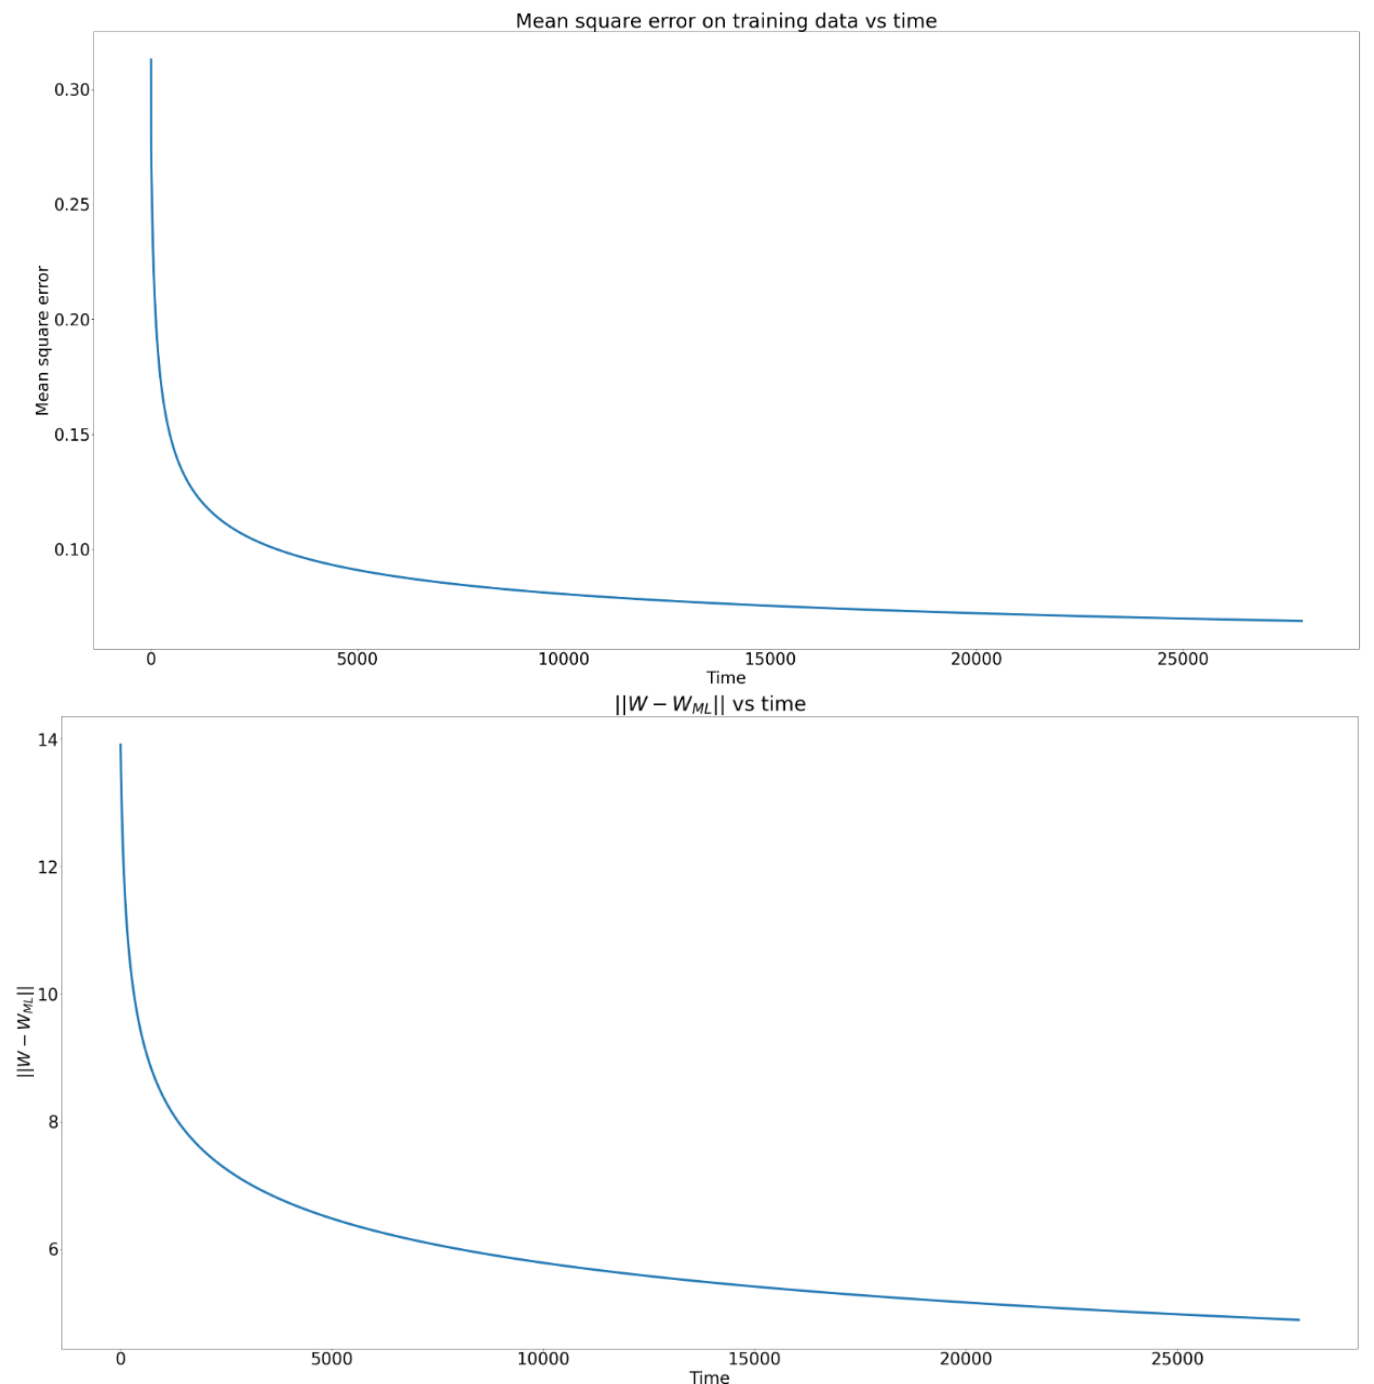 Mean square error on training data vs time
0.30
0.25
0.20
0.15
0.10
Mean square error
0 5000 10000 15000 20000 25000
Time
||W − W_ML|| vs time
14
12
10
8
6
||W − W_ML||
0 5000 10000 15000 20000 25000
Time